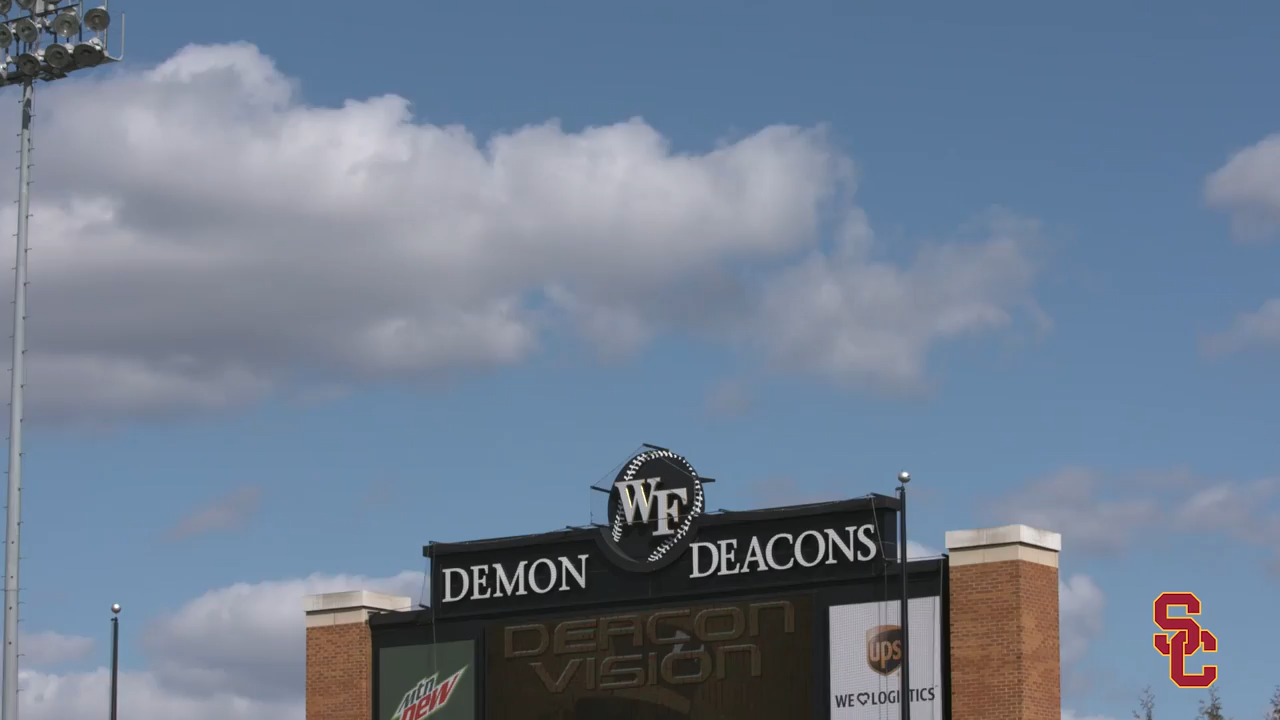 WF
DEMON DEACONS
DEACON
VISION
mtn
Dew
ups
WE♡LOGISTICS
SC